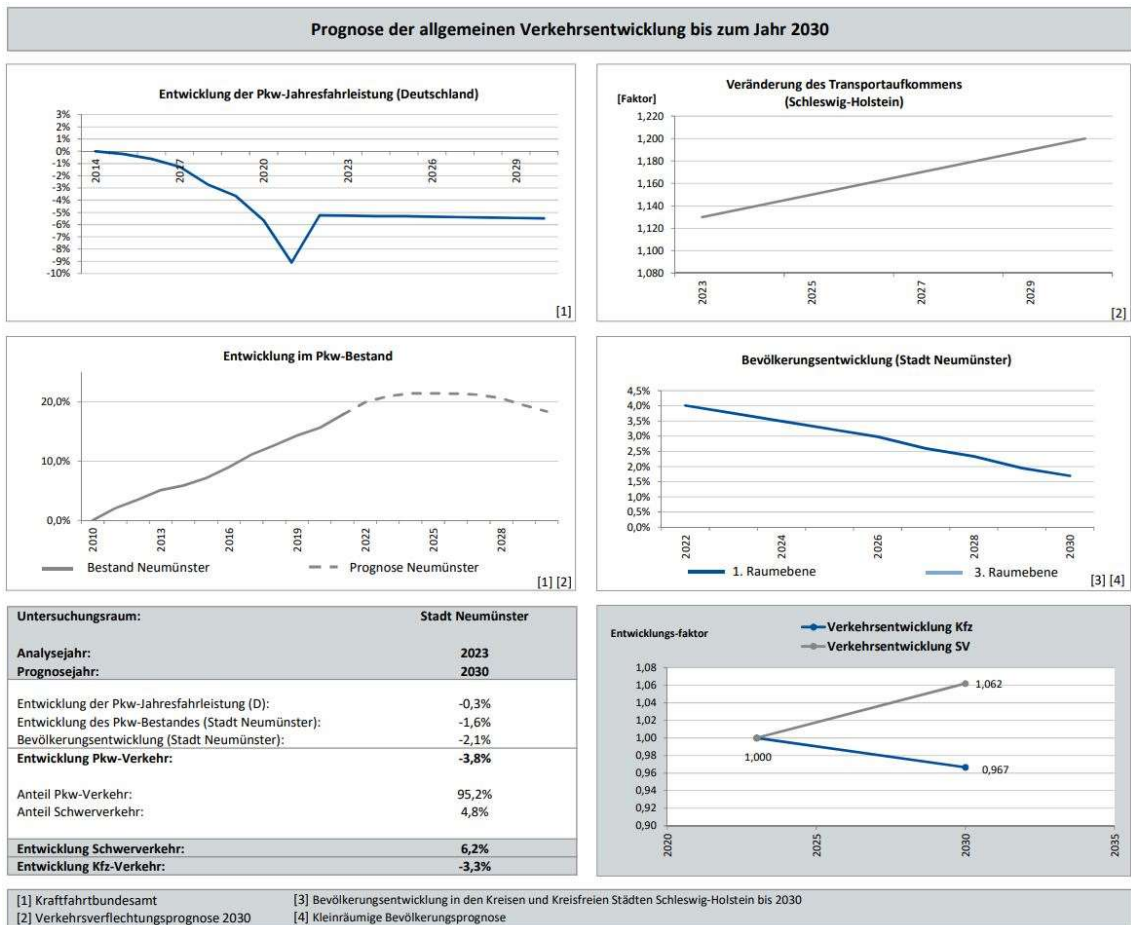 Prognose der allgemeinen Verkehrsentwicklung bis zum Jahr 2030
Entwicklung der Pkw-Jahresfahrleistung (Deutschland)
3%
2%
1%
0%
-1%
-2%
-3%
-4%
-5%
-6%
-7%
-8%
-9%
-10%
2014
2017
2020
2023
2026
2029
[1]
Veränderung des Transportaufkommens
(Schleswig-Holstein)
[Faktor]
1,220
1,200
1,180
1,160
1,140
1,120
1,100
1,080
2023
2025
2027
2029
[2]
Entwicklung im Pkw-Bestand
20,0%
10,0%
0,0%
2010
2013
2016
2019
2022
2025
2028
Bestand Neumünster
Prognose Neumünster
[1] [2]
Bevölkerungsentwicklung (Stadt Neumünster)
4,5%
4,0%
3,5%
3,0%
2,5%
2,0%
1,5%
1,0%
0,5%
0,0%
2022
2024
2026
2028
2030
1. Raumebene
3. Raumebene
[3] [4]
Untersuchungsraum: Stadt Neumünster
Analysejahr: 2023
Prognosejahr: 2030
Entwicklung der Pkw-Jahresfahrleistung (D): -0,3%
Entwicklung des Pkw-Bestandes (Stadt Neumünster): -1,6%
Bevölkerungsentwicklung (Stadt Neumünster): -2,1%
Entwicklung Pkw-Verkehr: -3,8%
Anteil Pkw-Verkehr: 95,2%
Anteil Schwerverkehr: 4,8%
Entwicklung Schwerverkehr: 6,2%
Entwicklung Kfz-Verkehr: -3,3%
Entwicklungs-faktor
Verkehrsentwicklung Kfz
Verkehrsentwicklung SV
1,08
1,06
1,04
1,02
1,00
0,98
0,96
0,94
0,92
0,90
1,062
1,000
0,967
2020
2025
2030
2035
[1] Kraftfahrtbundesamt
[2] Verkehrsverflechtungsprognose 2030
[3] Bevölkerungsentwicklung in den Kreisen und Kreisfreien Städten Schleswig-Holstein bis 2030
[4] Kleinräumige Bevölkerungsprognose